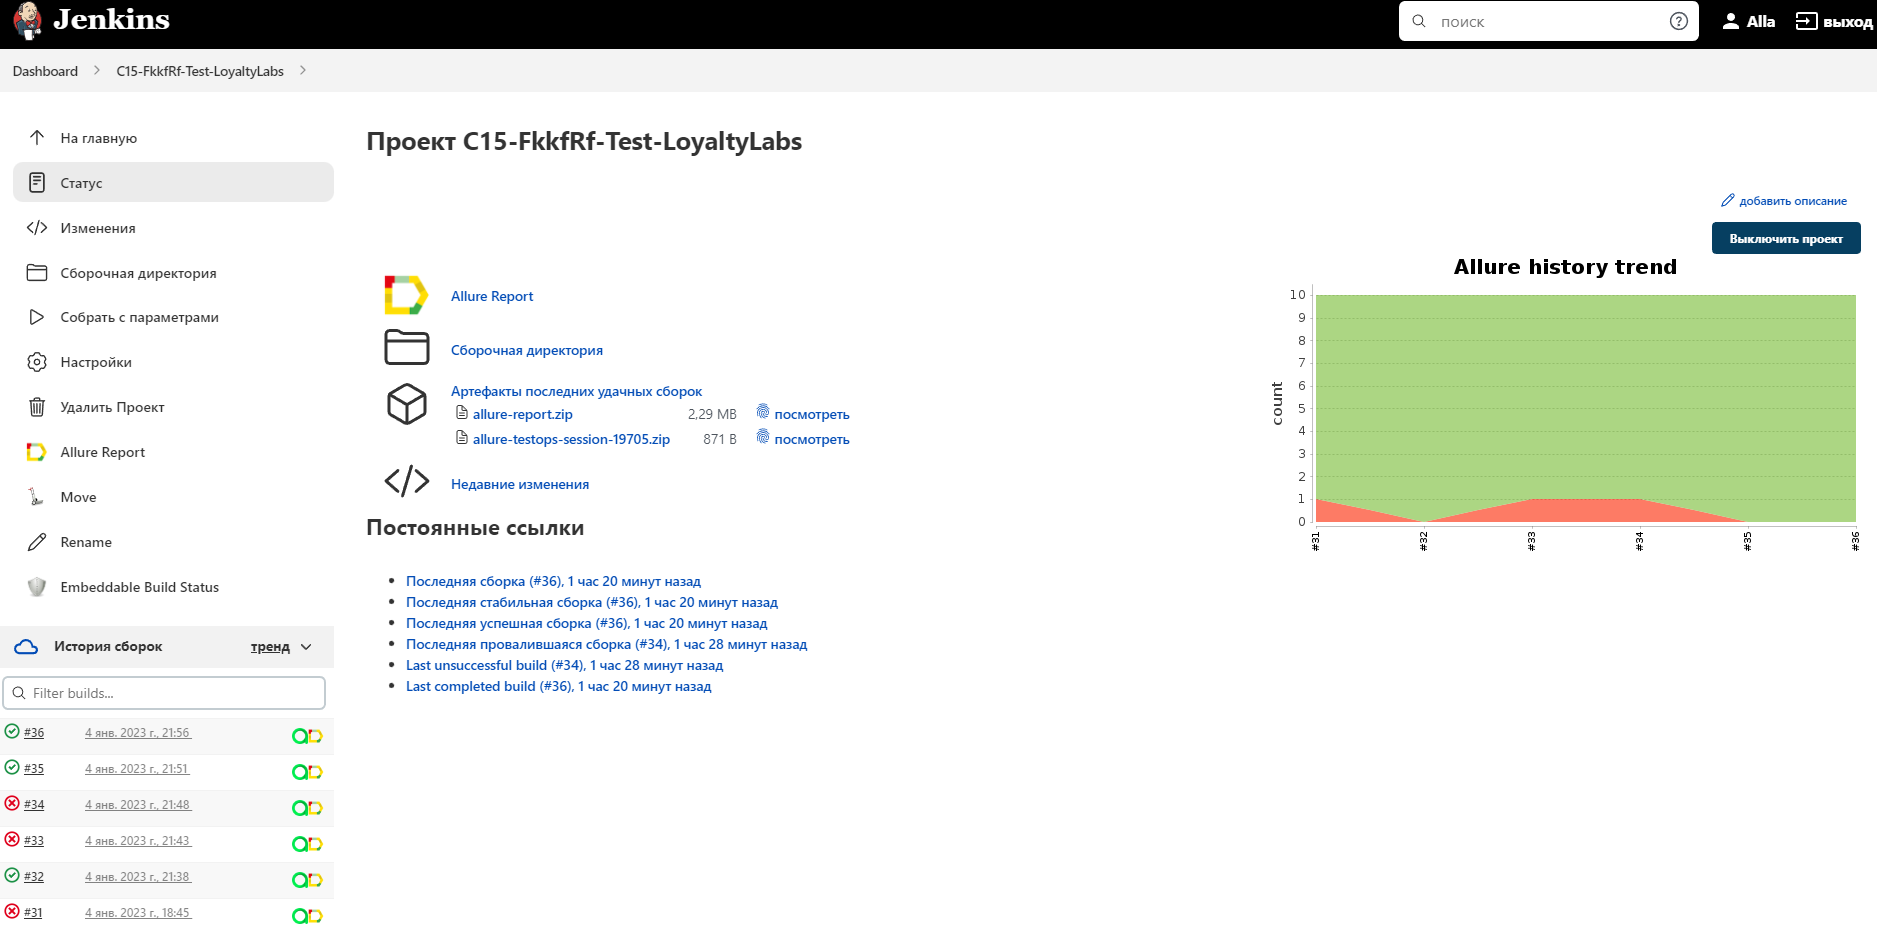 Jenkins
поиск
Alla
выход
Dashboard
C15-FkkfRf-Test-LoyaltyLabs
На главную
Статус
Изменения
Сборочная директория
Собрать с параметрами
Настройки
Удалить Проект
Allure Report
Move
Rename
Embeddable Build Status
История сборок
тренд
Filter builds...
#36 4 янв. 2023 г., 21:56
#35 4 янв. 2023 г., 21:51
#34 4 янв. 2023 г., 21:48
#33 4 янв. 2023 г., 21:43
#32 4 янв. 2023 г., 21:38
#31 4 янв. 2023 г., 18:45
Проект C15-FkkfRf-Test-LoyaltyLabs
добавить описание
Выключить проект
Allure Report
Сборочная директория
Артефакты последних удачных сборок
allure-report.zip 2,29 MB посмотреть
allure-testops-session-19705.zip 871 B посмотреть
Недавние изменения
Постоянные ссылки
Последняя сборка (#36), 1 час 20 минут назад
Последняя стабильная сборка (#36), 1 час 20 минут назад
Последняя успешная сборка (#36), 1 час 20 минут назад
Последняя провалившаяся сборка (#34), 1 час 28 минут назад
Last unsuccessful build (#34), 1 час 28 минут назад
Last completed build (#36), 1 час 20 минут назад
Allure history trend
count
10
9
8
7
6
5
4
3
2
1
0
#31 #32 #33 #34 #35 #36